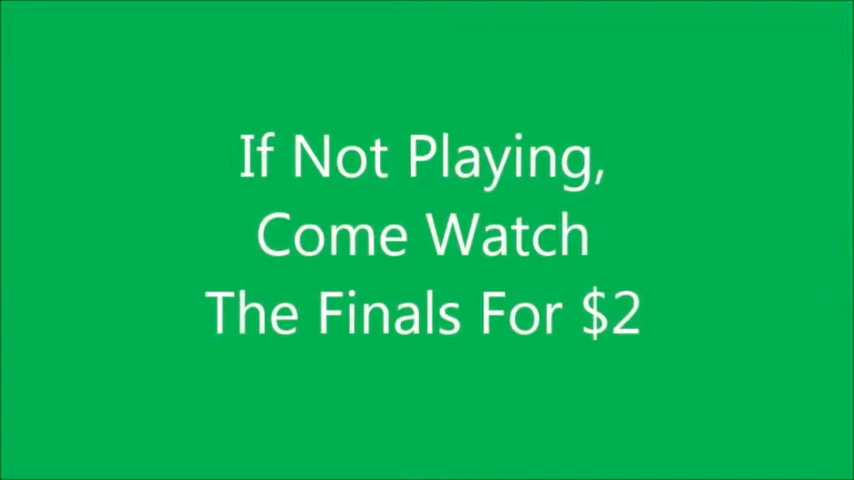 If Not Playing,
Come Watch
The Finals For $2